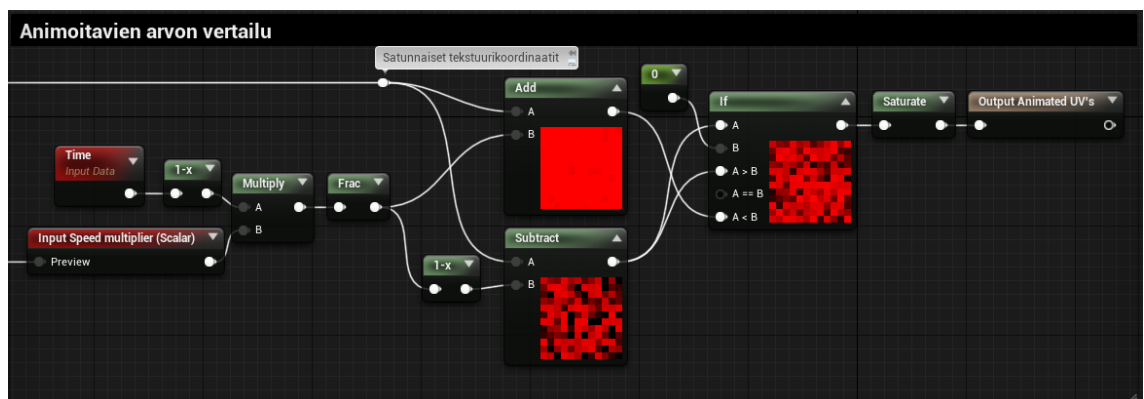 Animoitavien arvon vertailu
Satunnaiset tekstuurikoordinaatit
Add
A
B
0
If
A
B
A > B
A == B
A < B
Saturate
Output Animated UV's
Time
Input Data
1-x
Multiply
A
B
Frac
Input Speed multiplier (Scalar)
Preview
1-x
Subtract
A
B